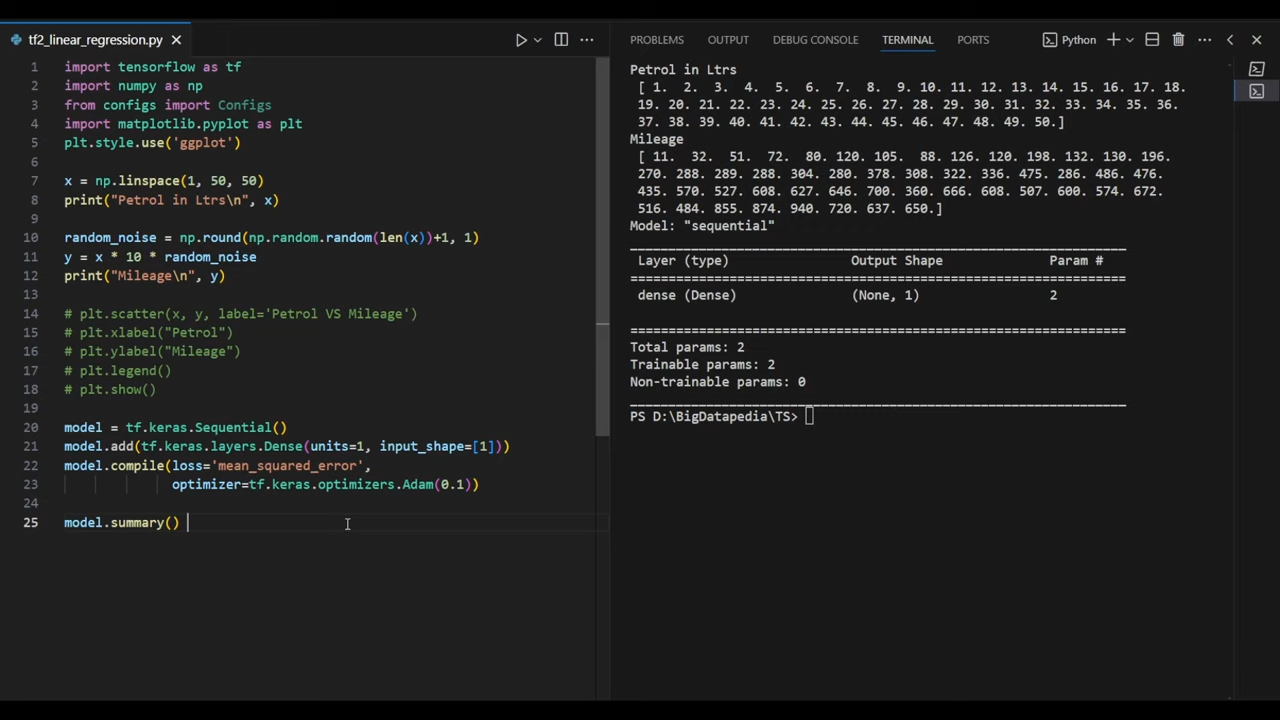 tf2_linear_regression.py
1 import tensorflow as tf
2 import numpy as np
3 from configs import Configs
4 import matplotlib.pyplot as plt
5 plt.style.use('ggplot')
6
7 x = np.linspace(1, 50, 50)
8 print("Petrol in Ltrs\n", x)
9
10 random_noise = np.round(np.random.random(len(x))+1, 1)
11 y = x * 10 * random_noise
12 print("Mileage\n", y)
13
14 # plt.scatter(x, y, label='Petrol VS Mileage')
15 # plt.xlabel("Petrol")
16 # plt.ylabel("Mileage")
17 # plt.legend()
18 # plt.show()
19
20 model = tf.keras.Sequential()
21 model.add(tf.keras.layers.Dense(units=1, input_shape=[1]))
22 model.compile(loss='mean_squared_error',
23 optimizer=tf.keras.optimizers.Adam(0.1))
24
25 model.summary()
PROBLEMS OUTPUT DEBUG CONSOLE TERMINAL PORTS Python
Petrol in Ltrs
[ 1. 2. 3. 4. 5. 6. 7. 8. 9. 10. 11. 12. 13. 14. 15. 16. 17. 18.
19. 20. 21. 22. 23. 24. 25. 26. 27. 28. 29. 30. 31. 32. 33. 34. 35. 36.
37. 38. 39. 40. 41. 42. 43. 44. 45. 46. 47. 48. 49. 50.]
Mileage
[ 11. 32. 51. 72. 80. 120. 105. 88. 126. 120. 198. 132. 130. 196.
270. 288. 289. 288. 304. 280. 378. 308. 322. 336. 475. 286. 486. 476.
435. 570. 527. 608. 627. 646. 700. 360. 666. 608. 507. 600. 574. 672.
516. 484. 855. 874. 940. 720. 637. 650.]
Model: "sequential"
Layer (type) Output Shape Param #
=================================================================
dense (Dense) (None, 1) 2
=================================================================
Total params: 2
Trainable params: 2
Non-trainable params: 0
PS D:\BigDatapedia\TS>